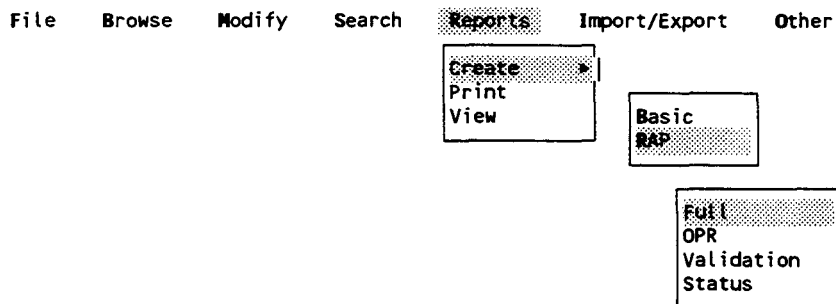 File Browse Modify Search Reports Import/Export Other
Create ►
Print
View
Basic
RAP
Full
OPR
Validation
Status